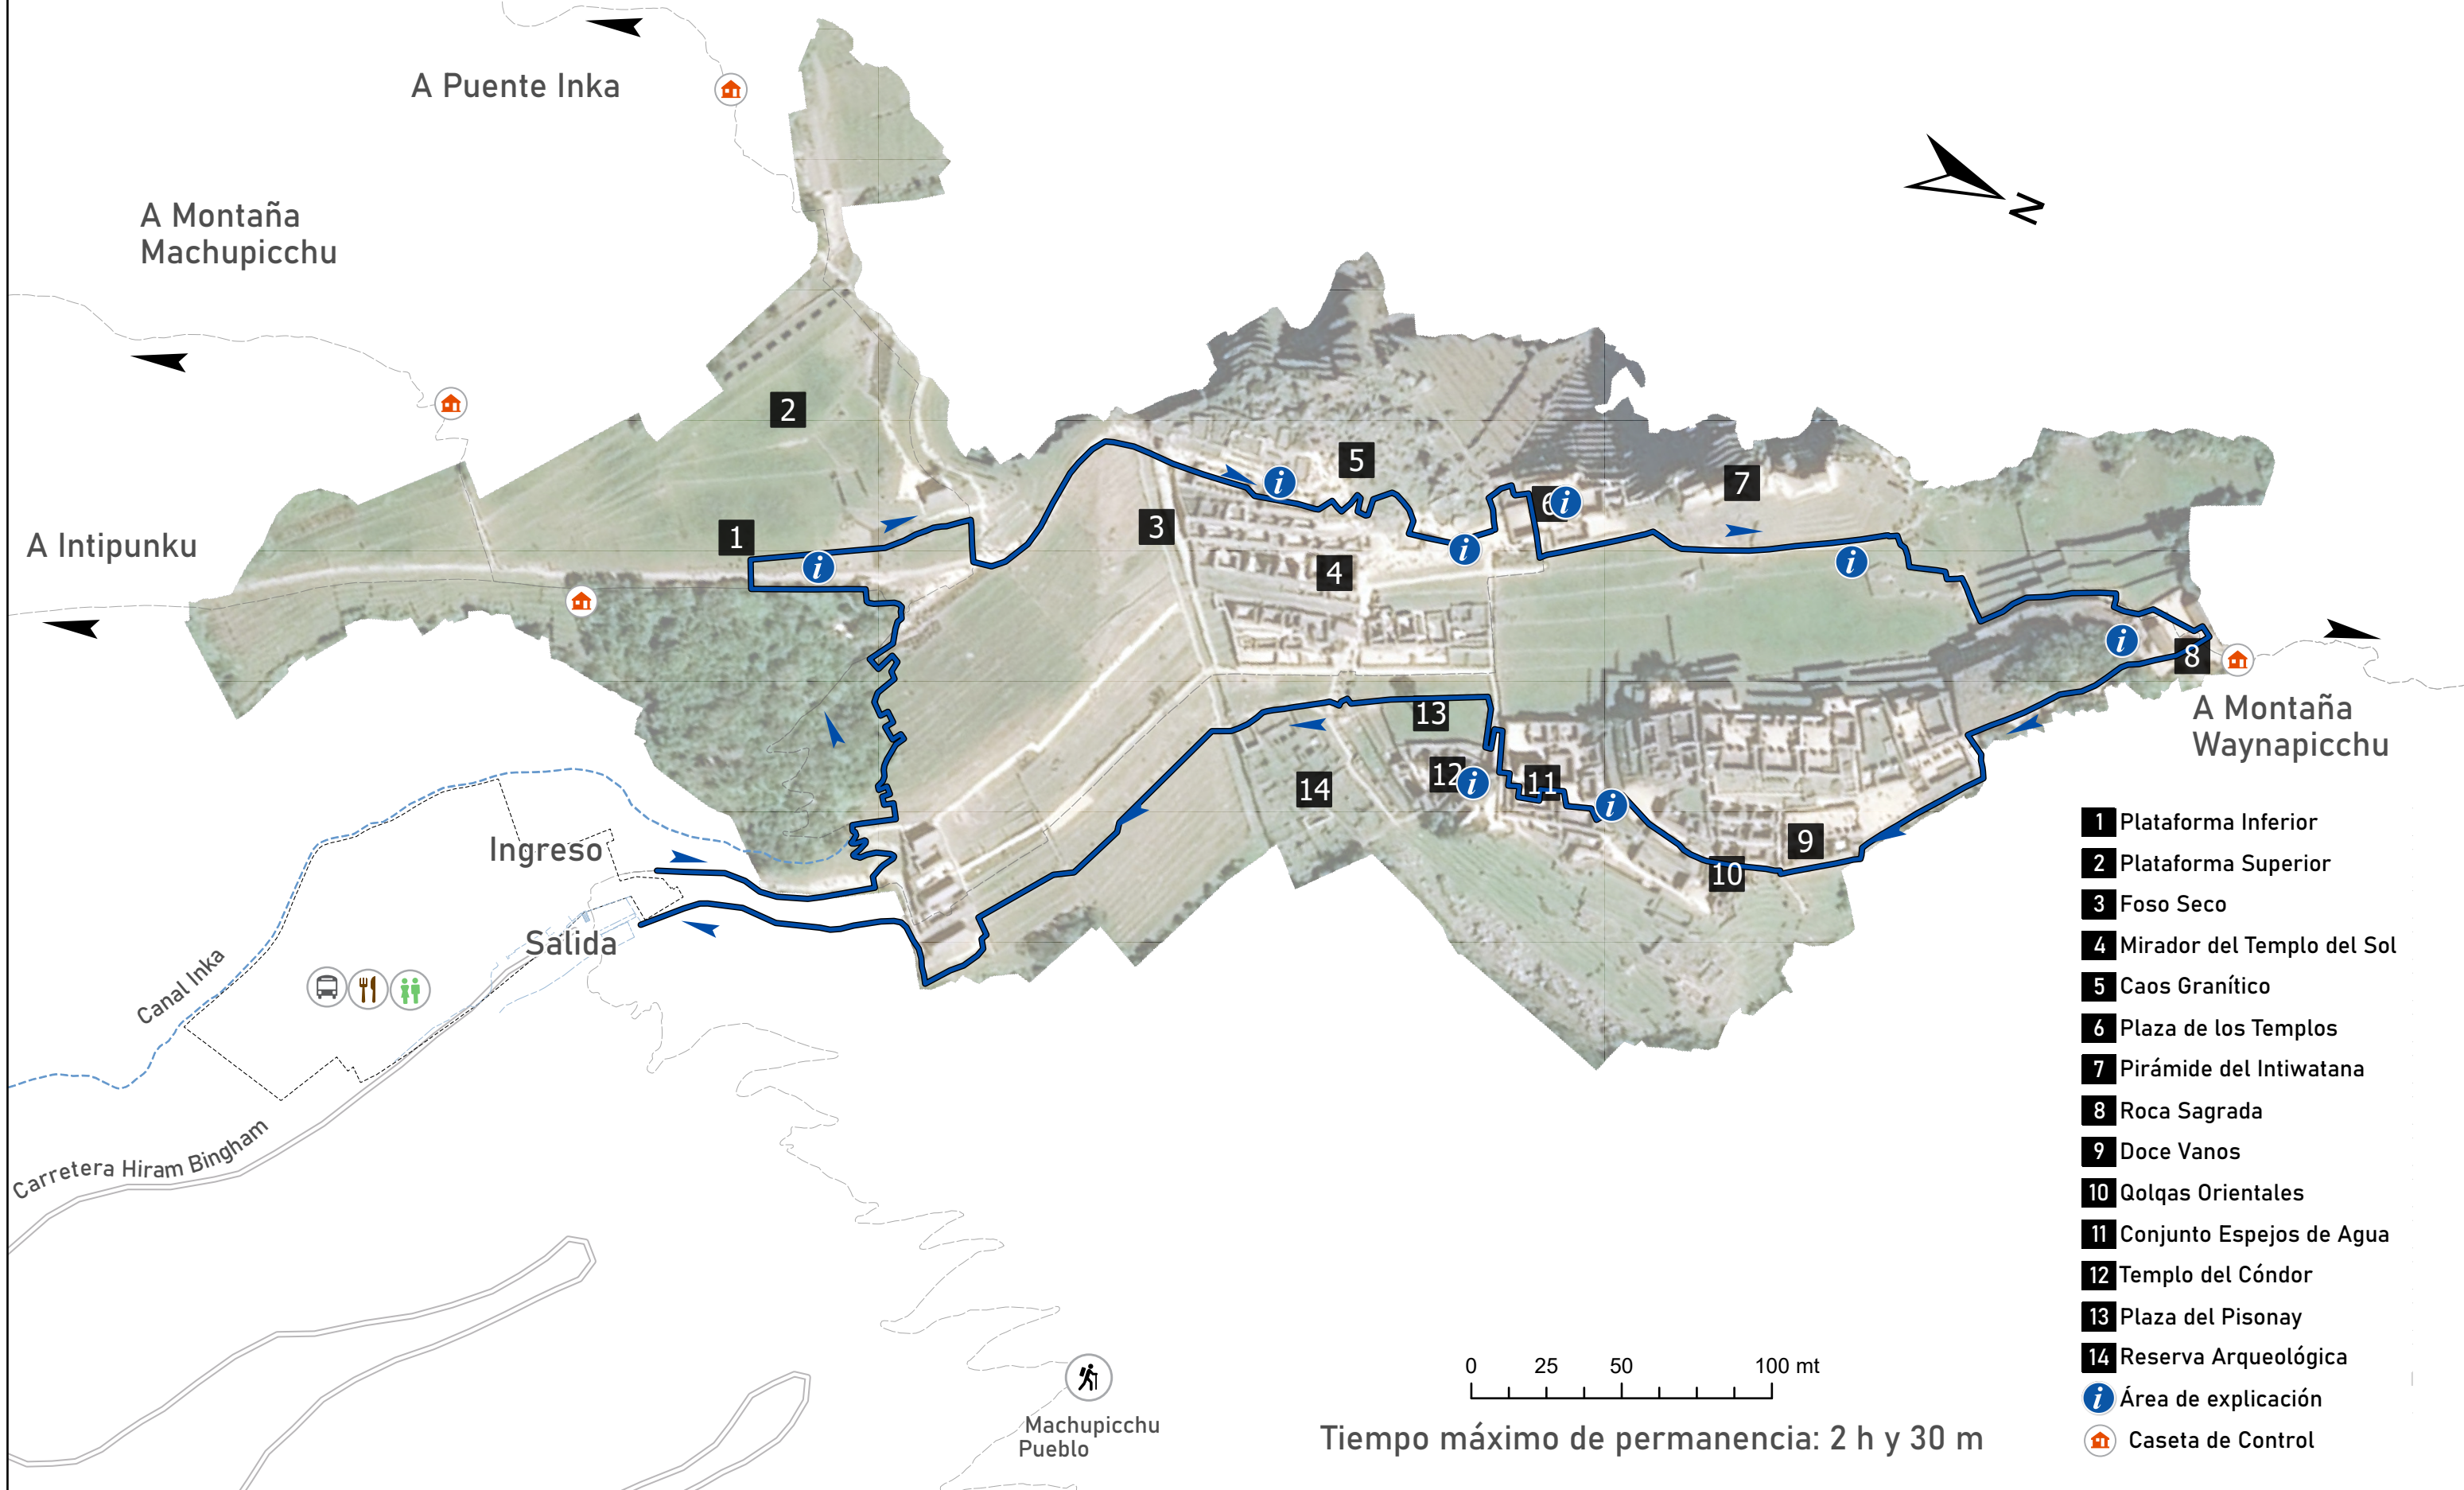 A Puente Inka
A Montaña
Machupicchu
A Intipunku
N
1
2
3
4
5
6
7
8
9
10
11
12
13
14
i
i
i
i
i
i
i
i
A Montaña
Waynapicchu
Ingreso
Salida
Canal Inka
Carretera Hiram Bingham
Machupicchu
Pueblo
0 25 50 100 mt
Tiempo máximo de permanencia: 2 h y 30 m
1 Plataforma Inferior
2 Plataforma Superior
3 Foso Seco
4 Mirador del Templo del Sol
5 Caos Granítico
6 Plaza de los Templos
7 Pirámide del Intiwatana
8 Roca Sagrada
9 Doce Vanos
10 Qolqas Orientales
11 Conjunto Espejos de Agua
12 Templo del Cóndor
13 Plaza del Pisonay
14 Reserva Arqueológica
i Área de explicación
Caseta de Control